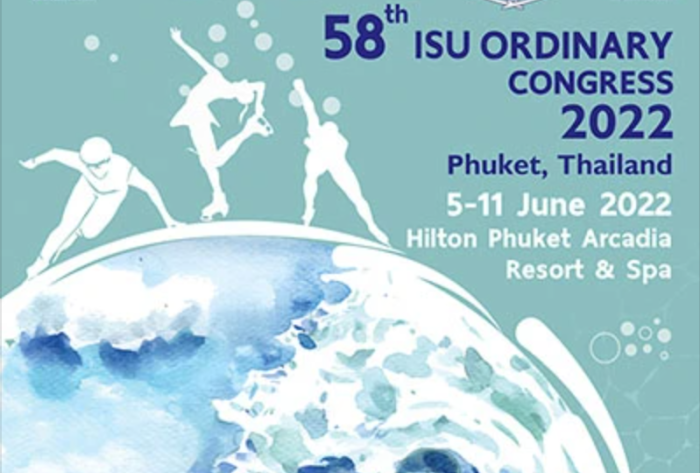 58th ISU ORDINARY
CONGRESS
2022
Phuket, Thailand
5-11 June 2022
Hilton Phuket Arcadia
Resort & Spa